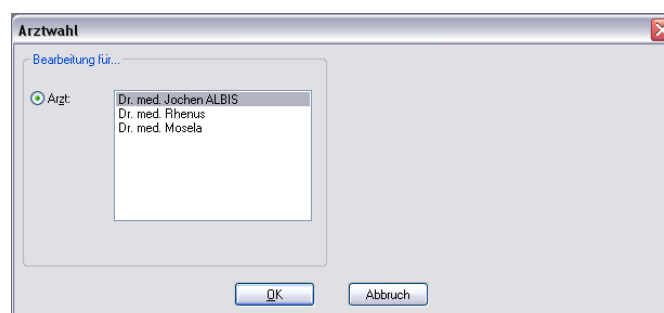 Arztwahl
Bearbeitung für...
Arzt:
Dr. med. Jochen ALBIS
Dr. med. Rhenus
Dr. med. Mosela
OK
Abbruch